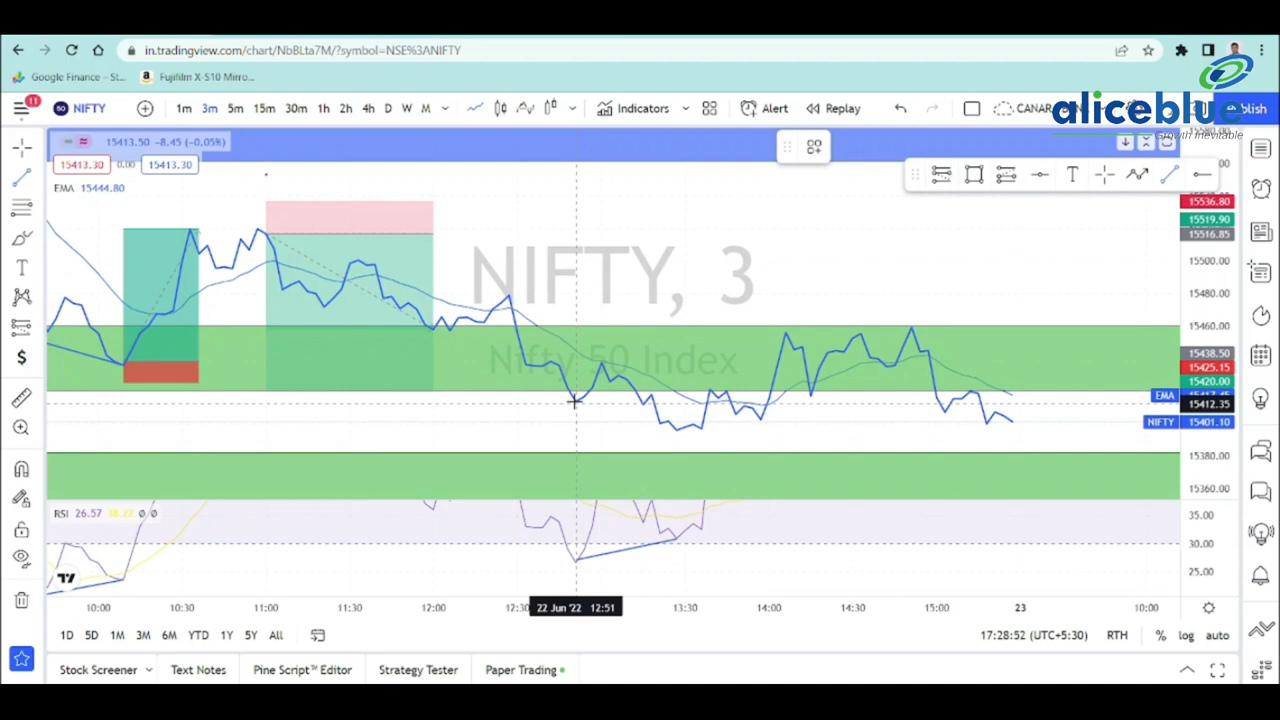 in.tradingview.com/chart/NbBLta7M/?symbol=NSE%3ANIFTY
Google Finance - St... Fujifilm X-S10 Mirro...
11 50 NIFTY 1m 3m 5m 15m 30m 1h 2h 4h D W M Indicators Alert Replay CANARA
aliceblue
Growth Inevitable
15413.50 −8.45 (−0.05%)
15413.30 0.00 15413.30
EMA 15444.80
15536.80
15519.90
15516.85
15500.00
15480.00
15460.00
NIFTY, 3
Nifty 50 Index
15438.50
15425.15
15420.00
EMA
15412.35
NIFTY 15401.10
15380.00
15360.00
RSI 26.57 Ø Ø
35.00
30.00
25.00
10:00 10:30 11:00 11:30 12:00 12:30 22 Jun '22 12:51 13:30 14:00 14:30 15:00 23 10:00
1D 5D 1M 3M 6M YTD 1Y 5Y All 17:28:52 (UTC+5:30) RTH % log auto
Stock Screener Text Notes Pine Script™ Editor Strategy Tester Paper Trading